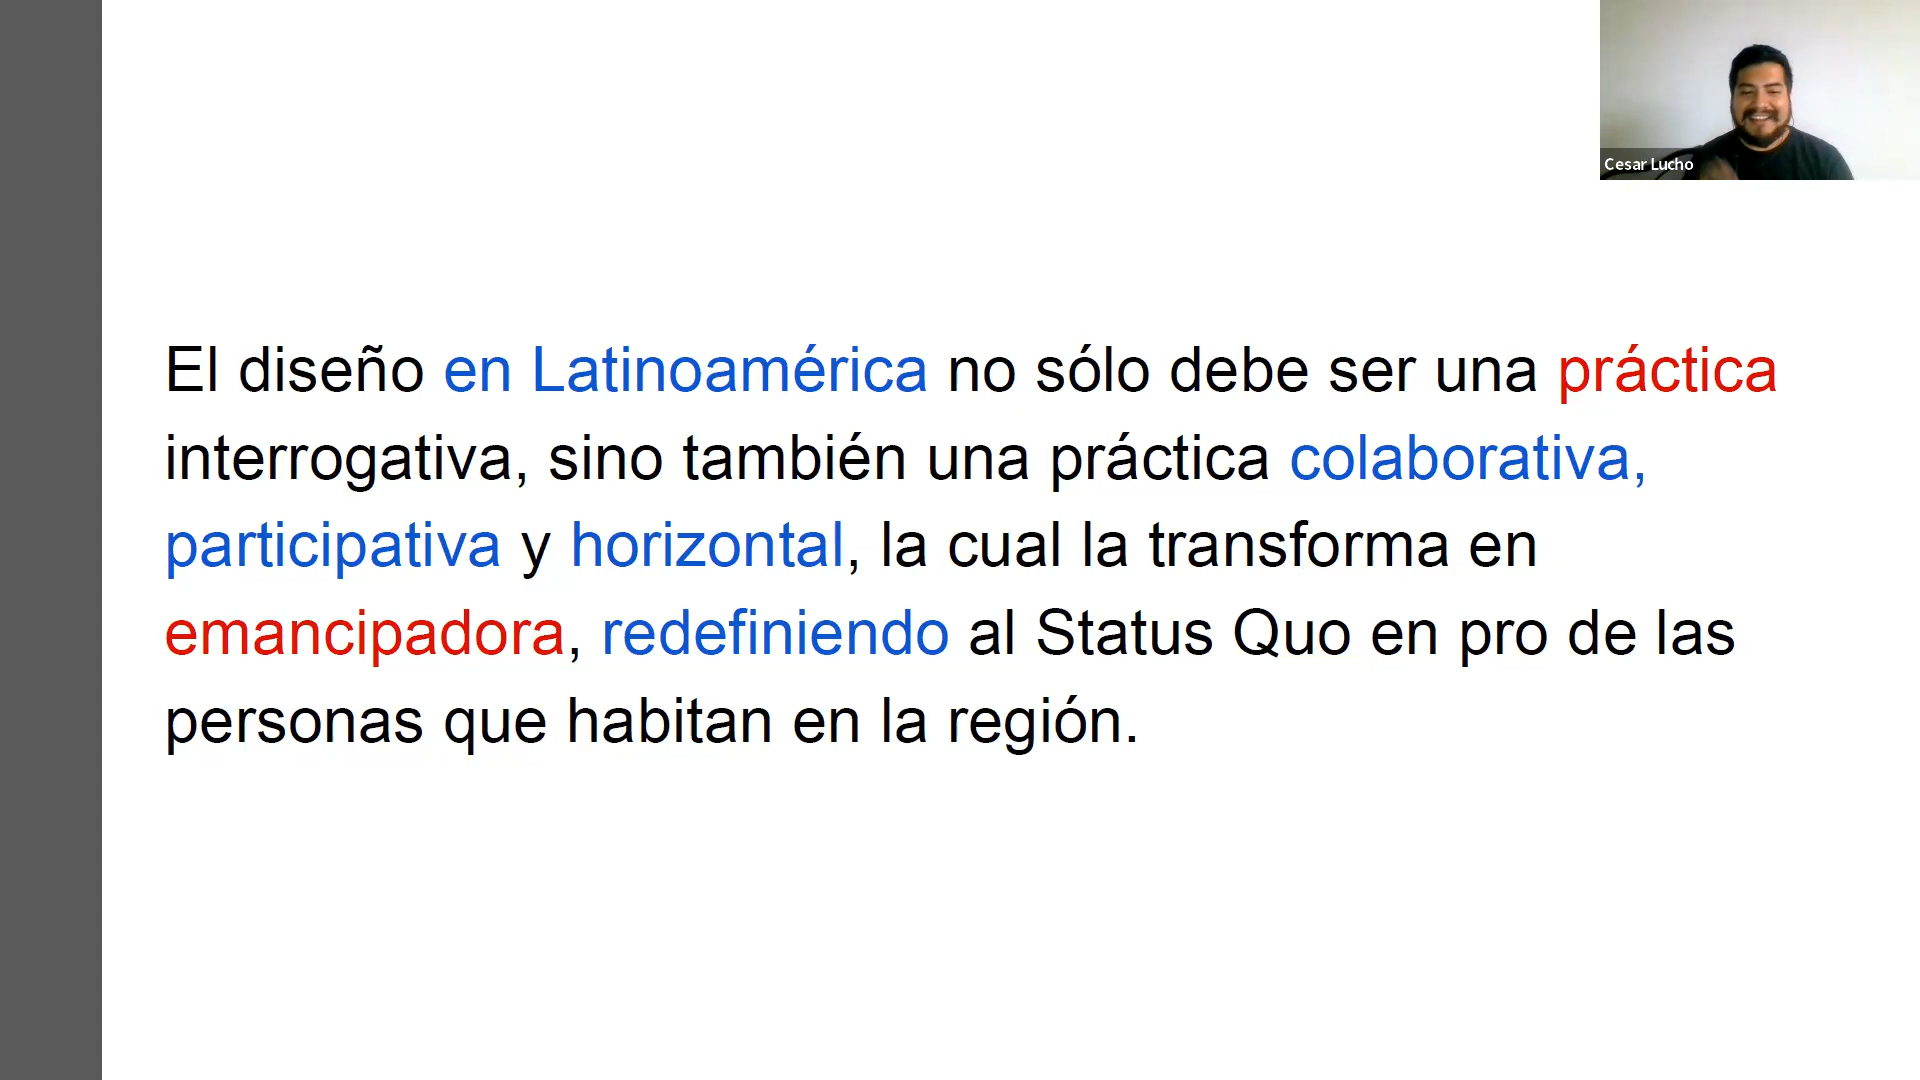 Cesar Lucho
El diseño en Latinoamérica no sólo debe ser una práctica
interrogativa, sino también una práctica colaborativa,
participativa y horizontal, la cual la transforma en
emancipadora, redefiniendo al Status Quo en pro de las
personas que habitan en la región.